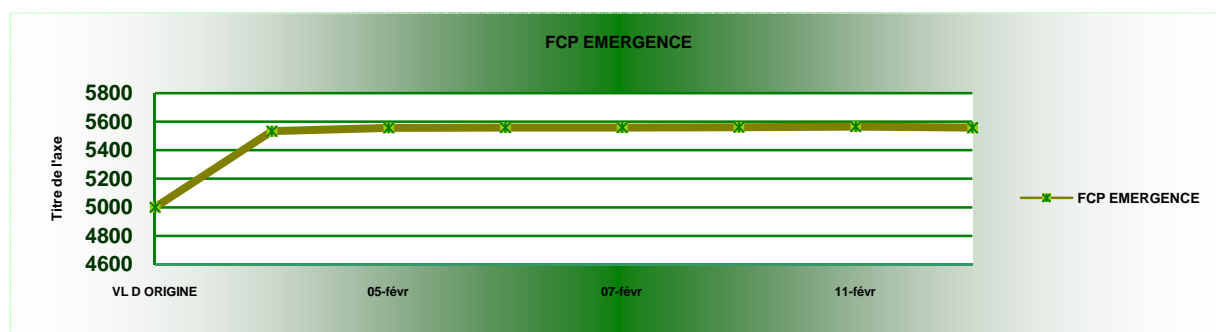 FCP EMERGENCE
5800
5600
5400
5200
5000
4800
4600
Titre de l'axe
VL D ORIGINE
05-févr
07-févr
11-févr
FCP EMERGENCE